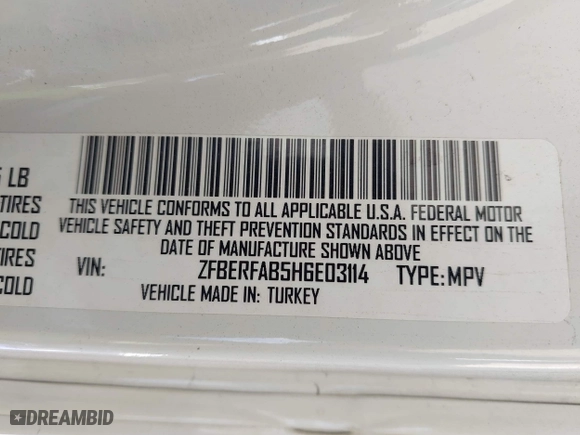 5 LB
TIRES
COLD
TIRES
COLD
THIS VEHICLE CONFORMS TO ALL APPLICABLE U.S.A. FEDERAL MOTOR
VEHICLE SAFETY AND THEFT PREVENTION STANDARDS IN EFFECT ON THE
DATE OF MANUFACTURE SHOWN ABOVE
VIN: ZFBERFAB5H6E03114 TYPE: MPV
VEHICLE MADE IN: TURKEY
DREAMBID